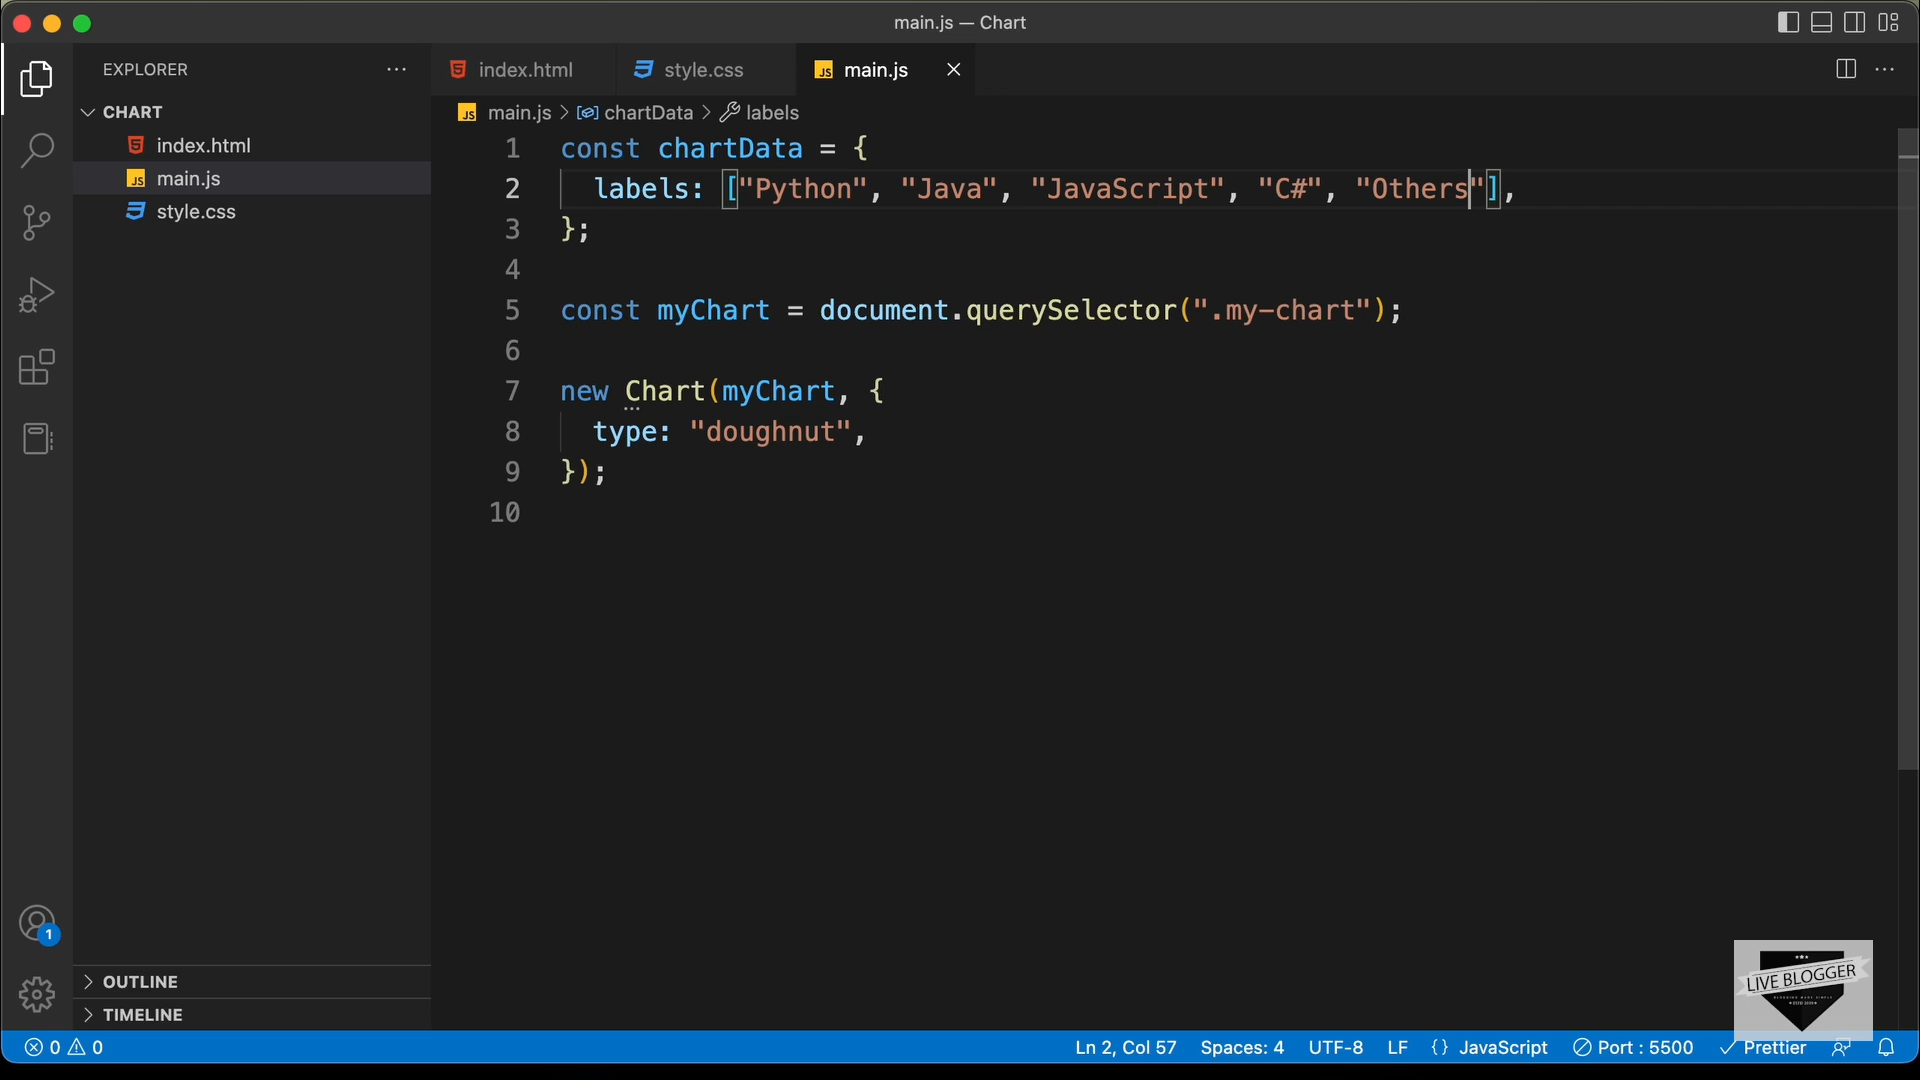 main.js — Chart
EXPLORER
CHART
index.html
main.js
style.css
index.html
style.css
main.js
main.js > chartData > labels
1 const chartData = {
2 labels: ["Python", "Java", "JavaScript", "C#", "Others"],
3 };
4
5 const myChart = document.querySelector(".my-chart");
6
7 new Chart(myChart, {
8 type: "doughnut",
9 });
10
1
OUTLINE
TIMELINE
LIVE BLOGGER
0 0
Ln 2, Col 57 Spaces: 4 UTF-8 LF {} JavaScript Port : 5500 Prettier